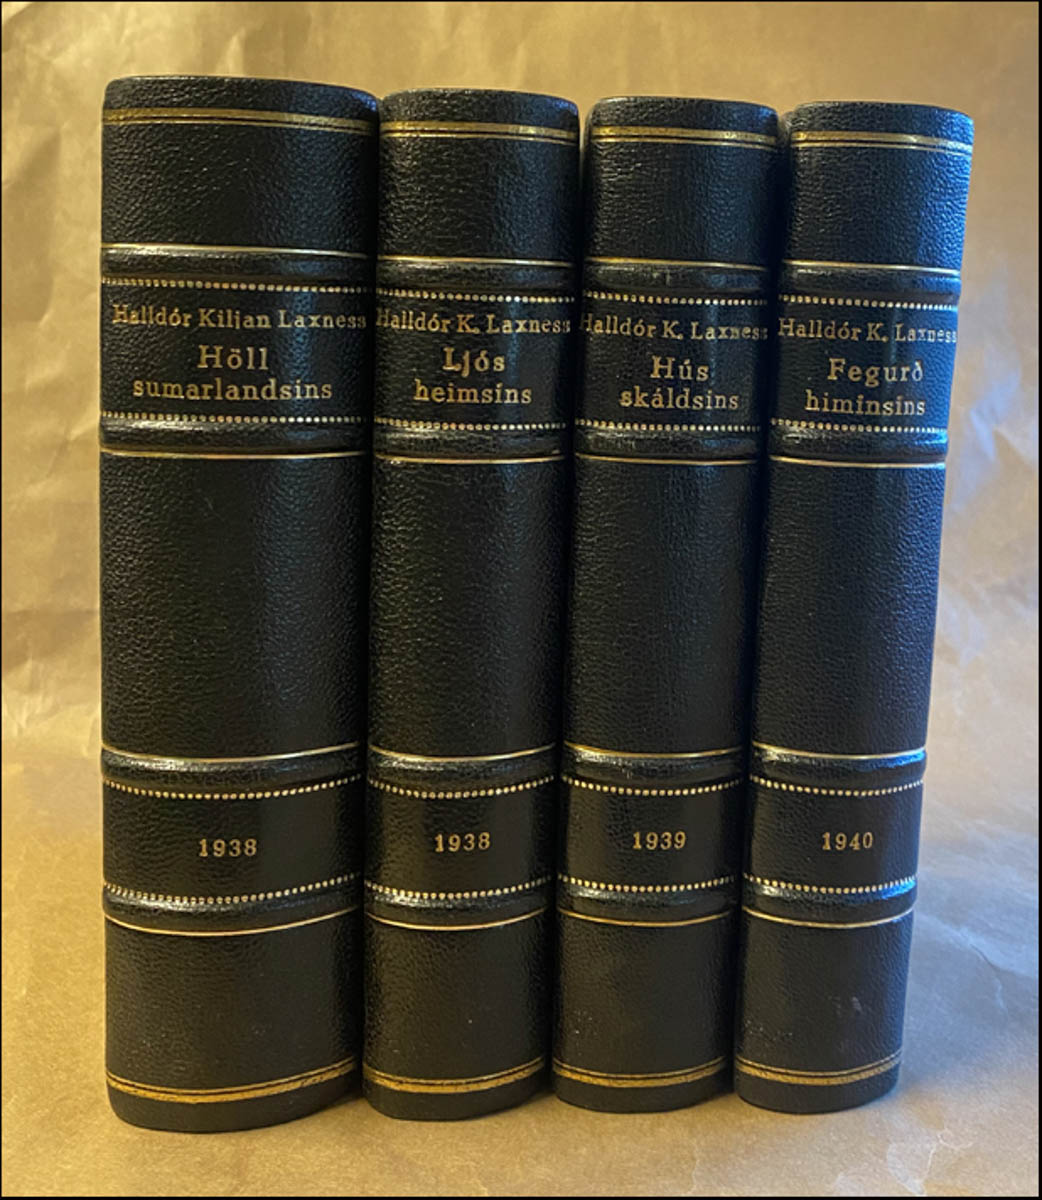 Halldór Kiljan Laxness
Höll
sumarlandsins
1938
Halldór K. Laxness
Ljós
heimsins
1938
Halldór K. Laxness
Hús
skáldsins
1939
Halldór K. Laxness
Fegurð
himinsins
1940